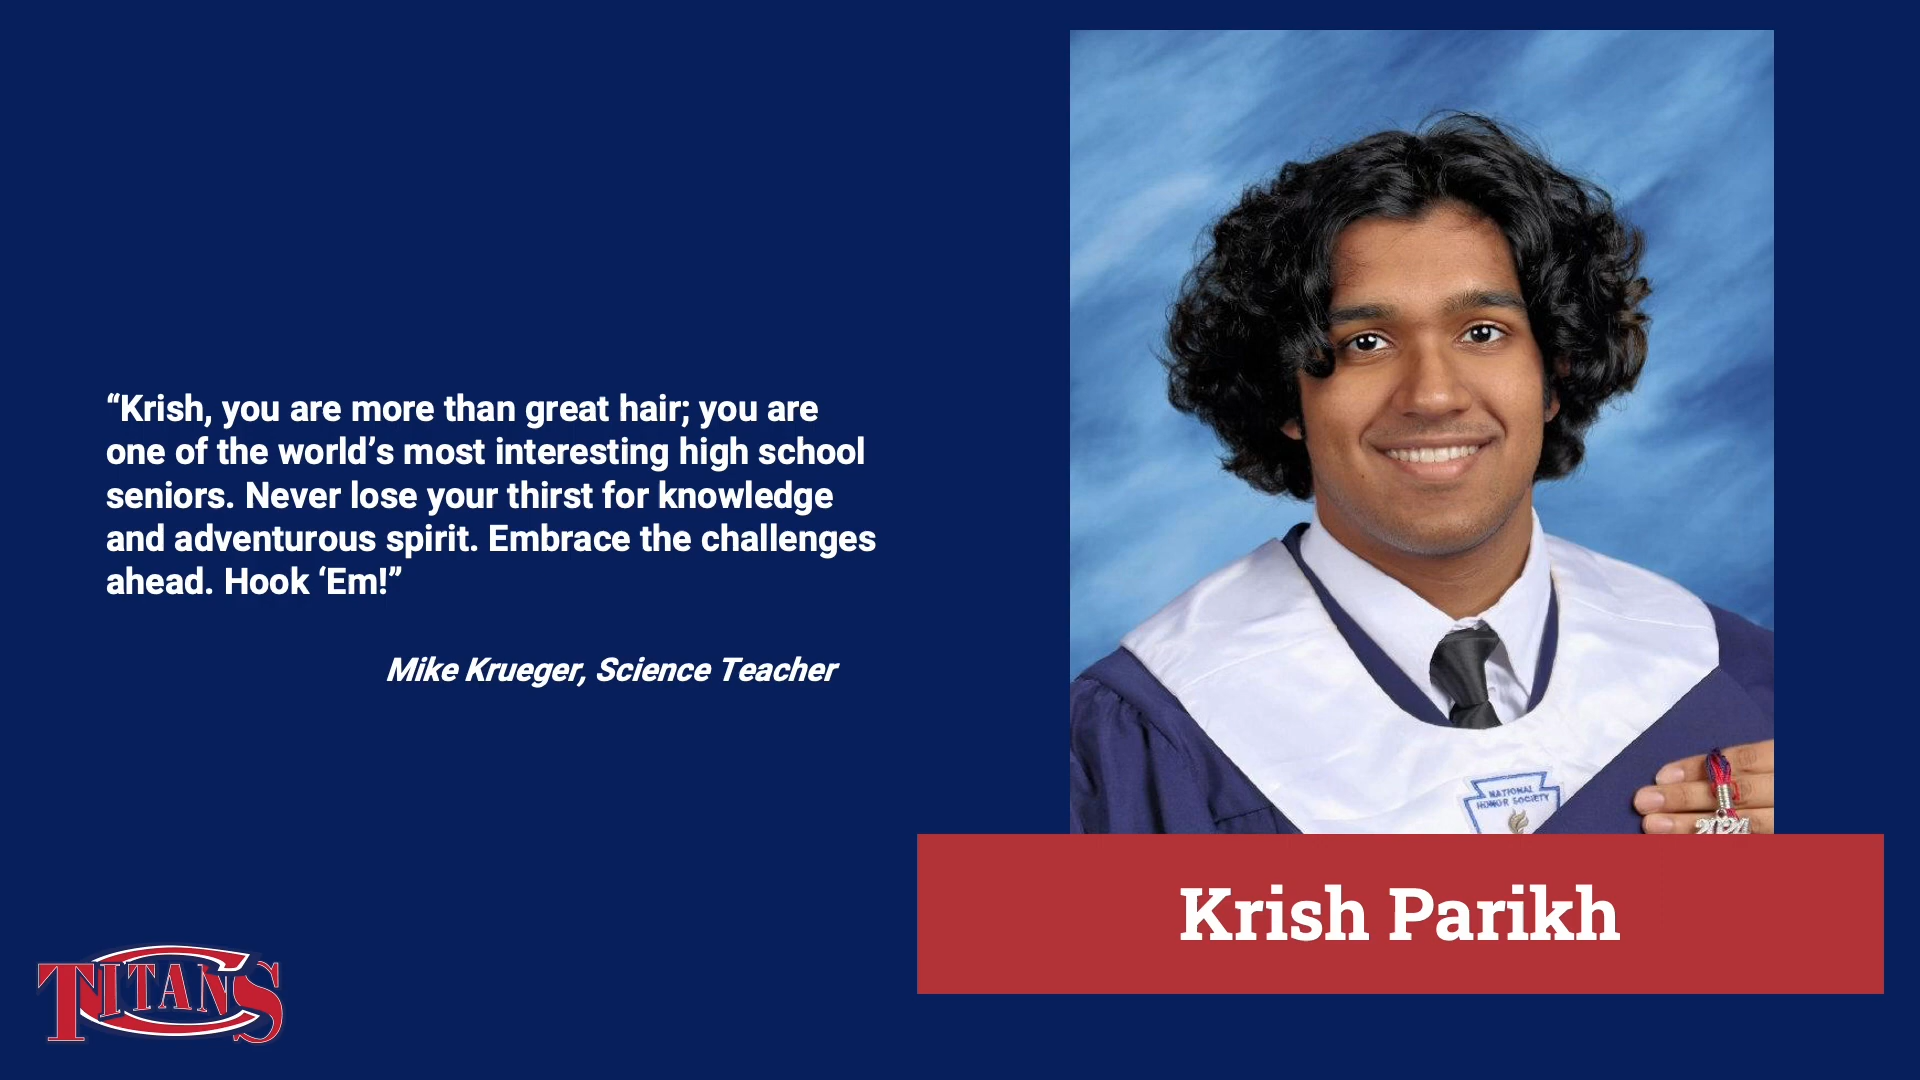 “Krish, you are more than great hair; you are
one of the world’s most interesting high school
seniors. Never lose your thirst for knowledge
and adventurous spirit. Embrace the challenges
ahead. Hook ‘Em!”
Mike Krueger, Science Teacher
NATIONAL
HONOR SOCIETY
2024
Krish Parikh
TITANS